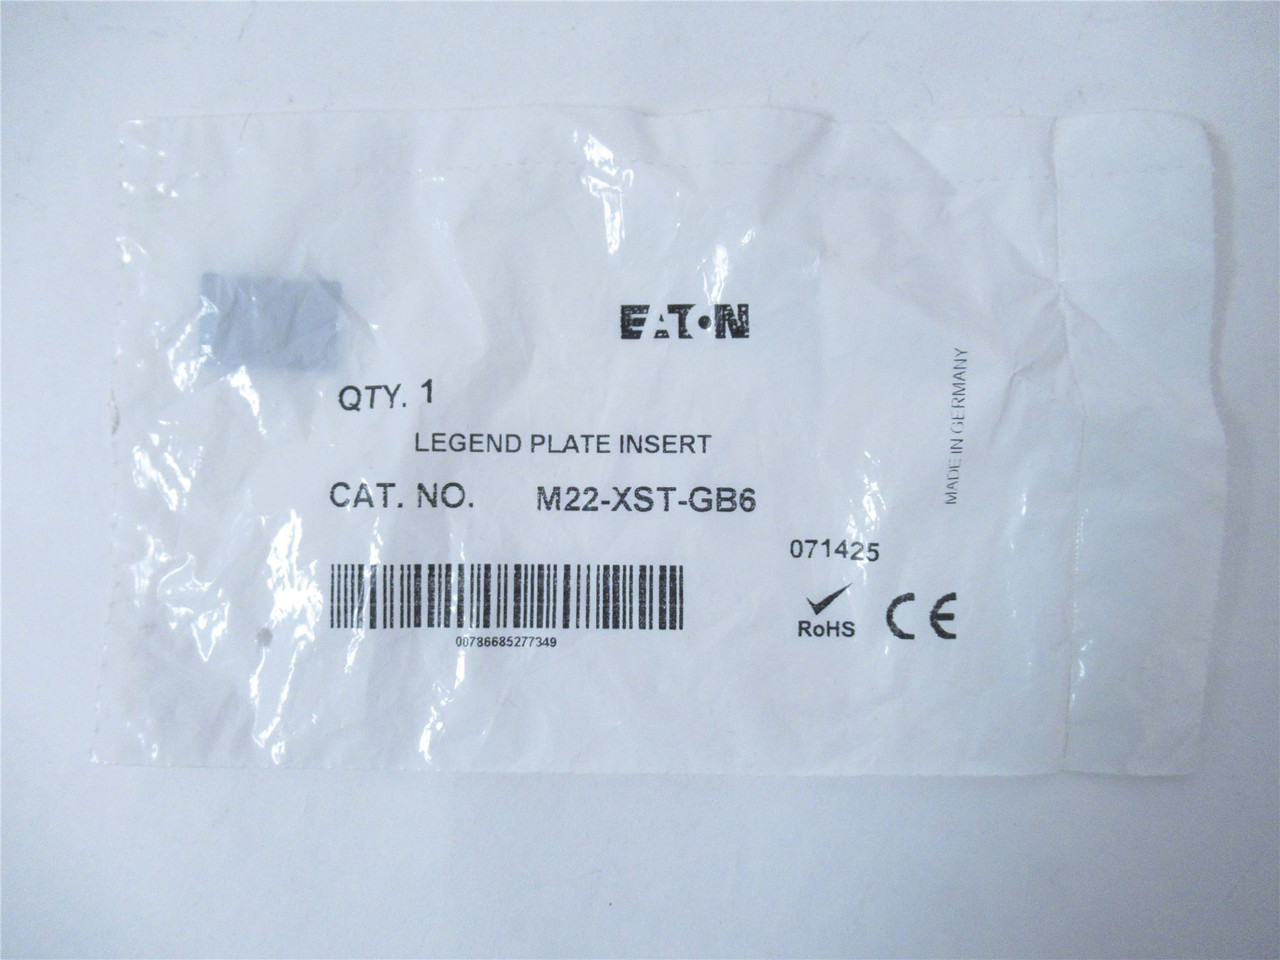 EATON
QTY. 1
LEGEND PLATE INSERT
CAT. NO. M22-XST-GB6
MADE IN GERMANY
071425
RoHS CE
00786685277349